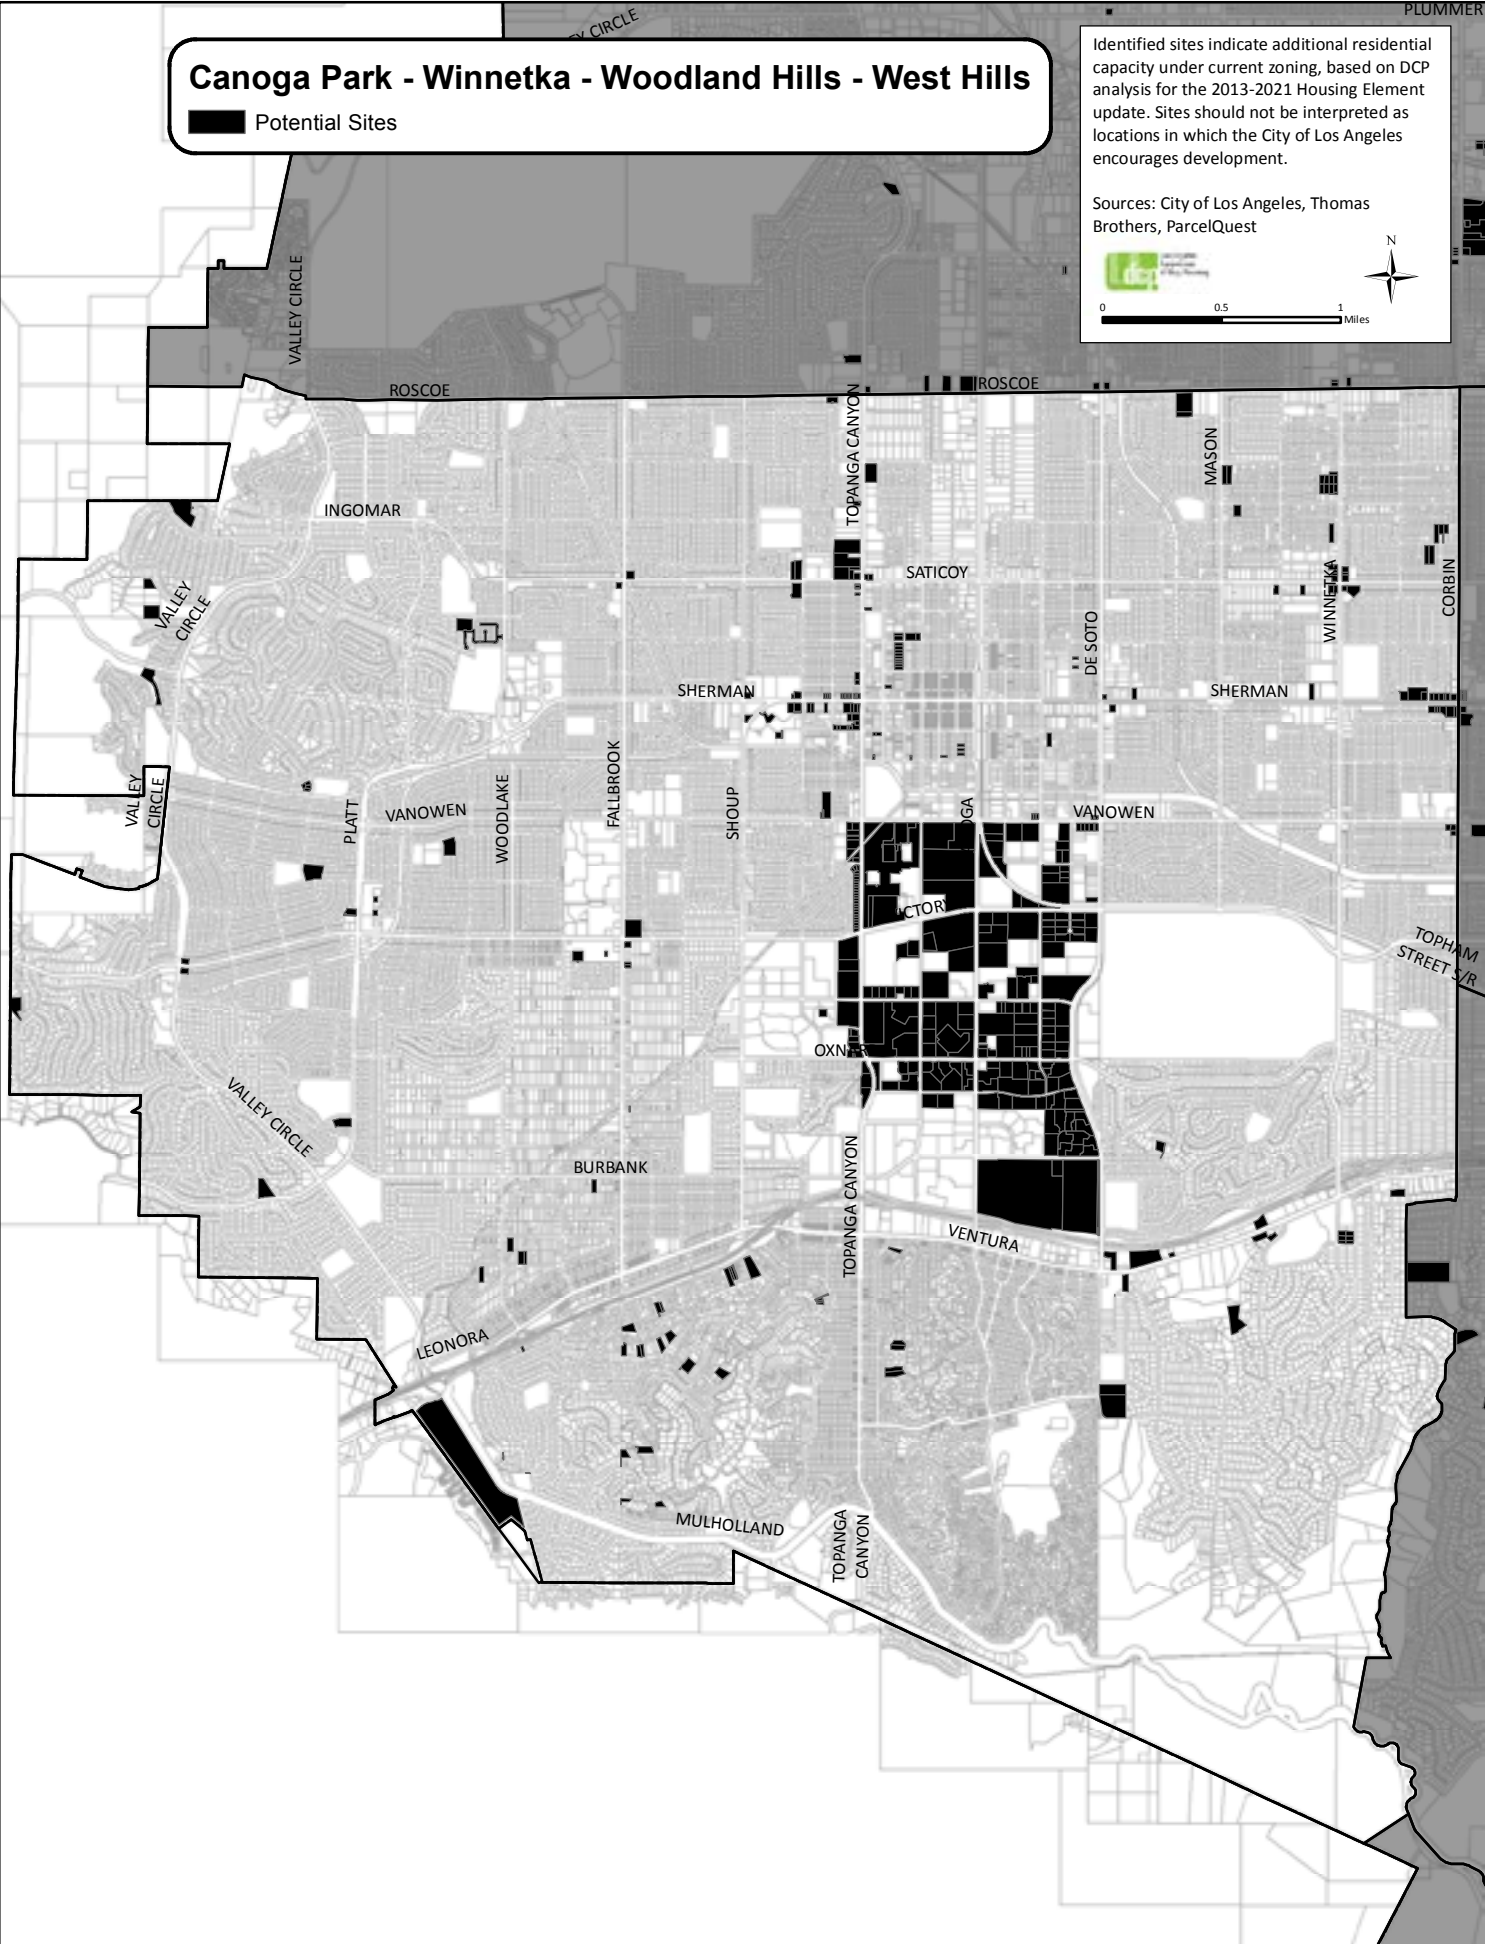 PLUMMER
Y CIRCLE
Canoga Park - Winnetka - Woodland Hills - West Hills
Potential Sites
Identified sites indicate additional residential
capacity under current zoning, based on DCP
analysis for the 2013-2021 Housing Element
update. Sites should not be interpreted as
locations in which the City of Los Angeles
encourages development.
Sources: City of Los Angeles, Thomas
Brothers, ParcelQuest
dcp
N
0 0.5 1
Miles
VALLEY CIRCLE
ROSCOE
ROSCOE
TOPANGA CANYON
MASON
INGOMAR
SATICOY
WINNETKA
CORBIN
VALLEY
CIRCLE
DE SOTO
SHERMAN
SHERMAN
VALLEY
CIRCLE
PLATT
VANOWEN
WOODLAKE
FALLBROOK
SHOUP
OGA
VANOWEN
ICTORY
TOPHAM
STREET S/R
OXNAR
VALLEY CIRCLE
BURBANK
TOPANGA CANYON
VENTURA
LEONORA
MULHOLLAND
TOPANGA
CANYON